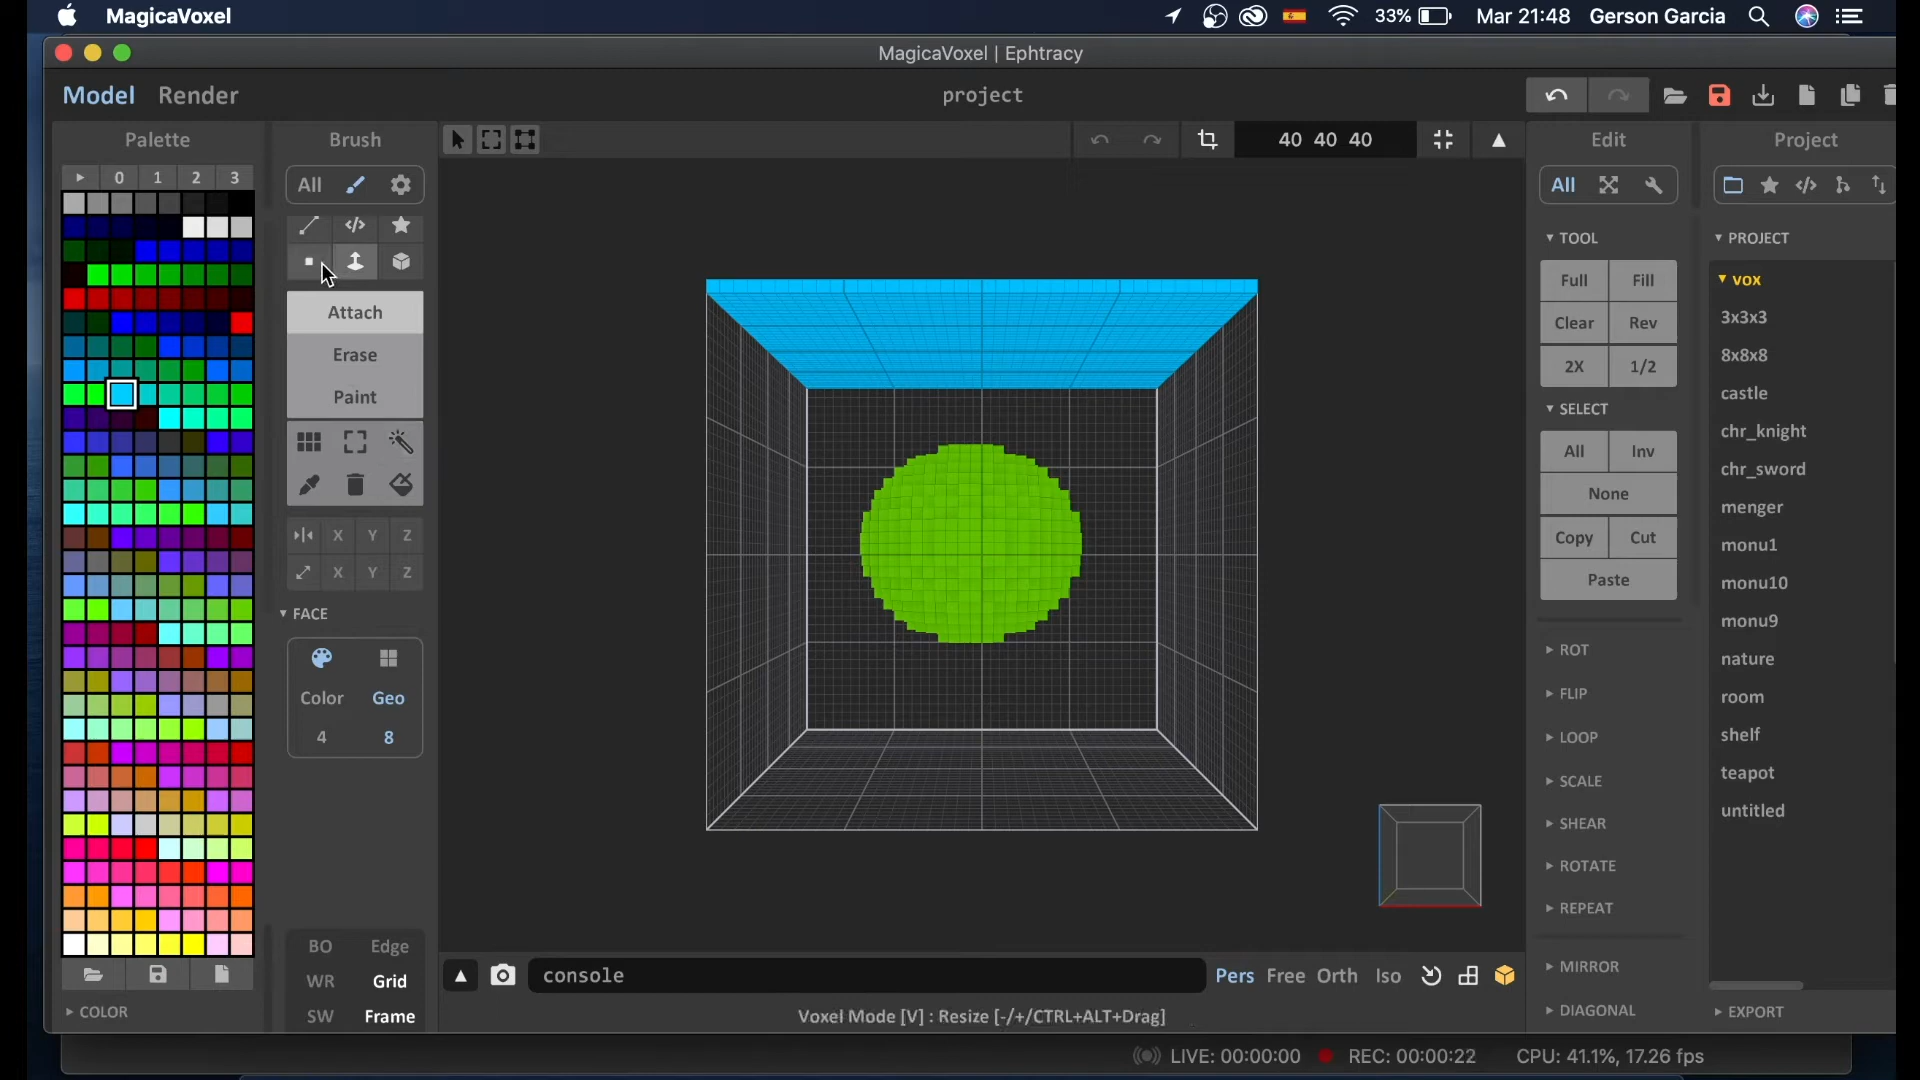 MagicaVoxel 33% Mar 21:48 Gerson Garcia
MagicaVoxel | Ephtracy
Model Render project
Palette Brush 40 40 40 Edit Project
0 1 2 3 All All
TOOL PROJECT
Full Fill vox
Attach 3x3x3
Clear Rev
Erase 8x8x8
2X 1/2
Paint castle
SELECT
chr_knight
All Inv
chr_sword
None
menger
X Y Z Copy Cut monu1
X Y Z Paste monu10
FACE monu9
ROT nature
Color Geo FLIP room
4 8 LOOP shelf
SCALE teapot
SHEAR untitled
ROTATE
REPEAT
BO Edge
WR Grid console Pers Free Orth Iso MIRROR
COLOR SW Frame Voxel Mode [V] : Resize [-/+/CTRL+ALT+Drag] DIAGONAL EXPORT
LIVE: 00:00:00 REC: 00:00:22 CPU: 41.1%, 17.26 fps